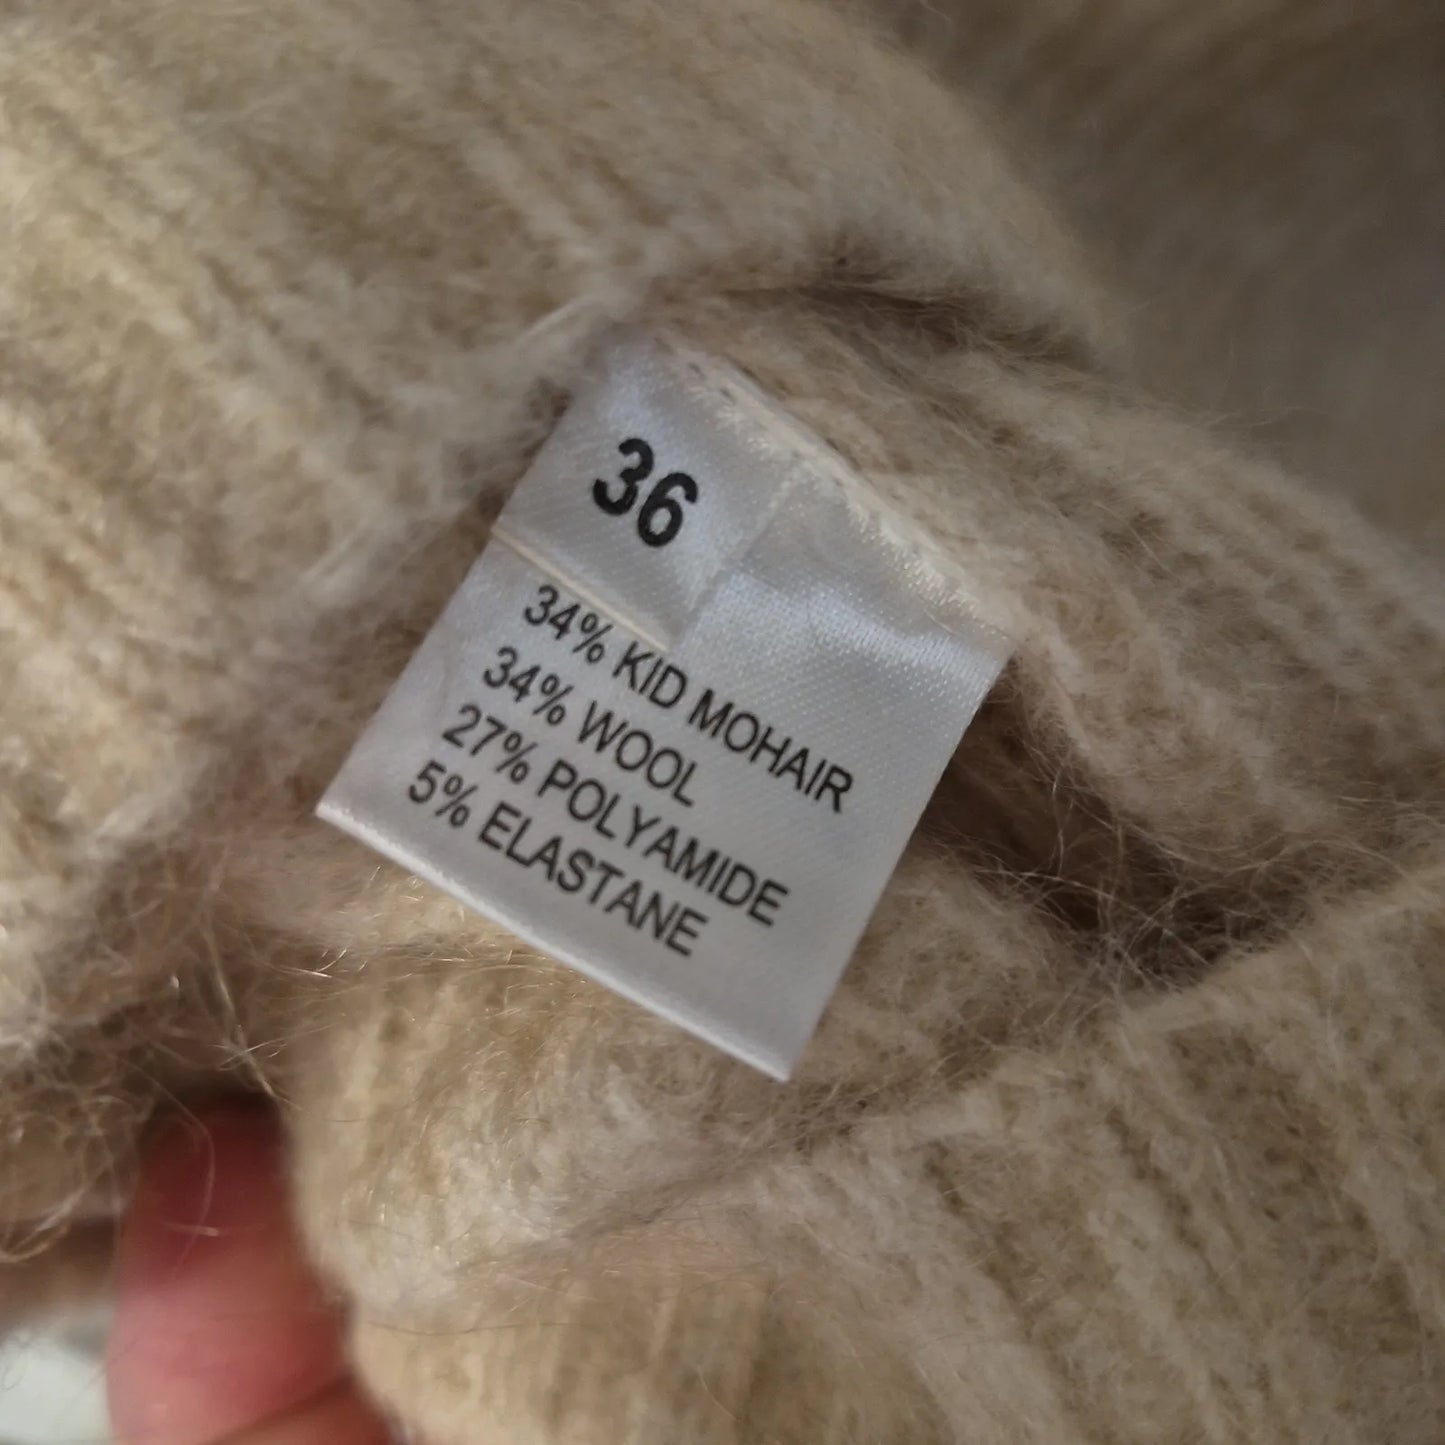 36
34% KID MOHAIR
34% WOOL
27% POLYAMIDE
5% ELASTANE